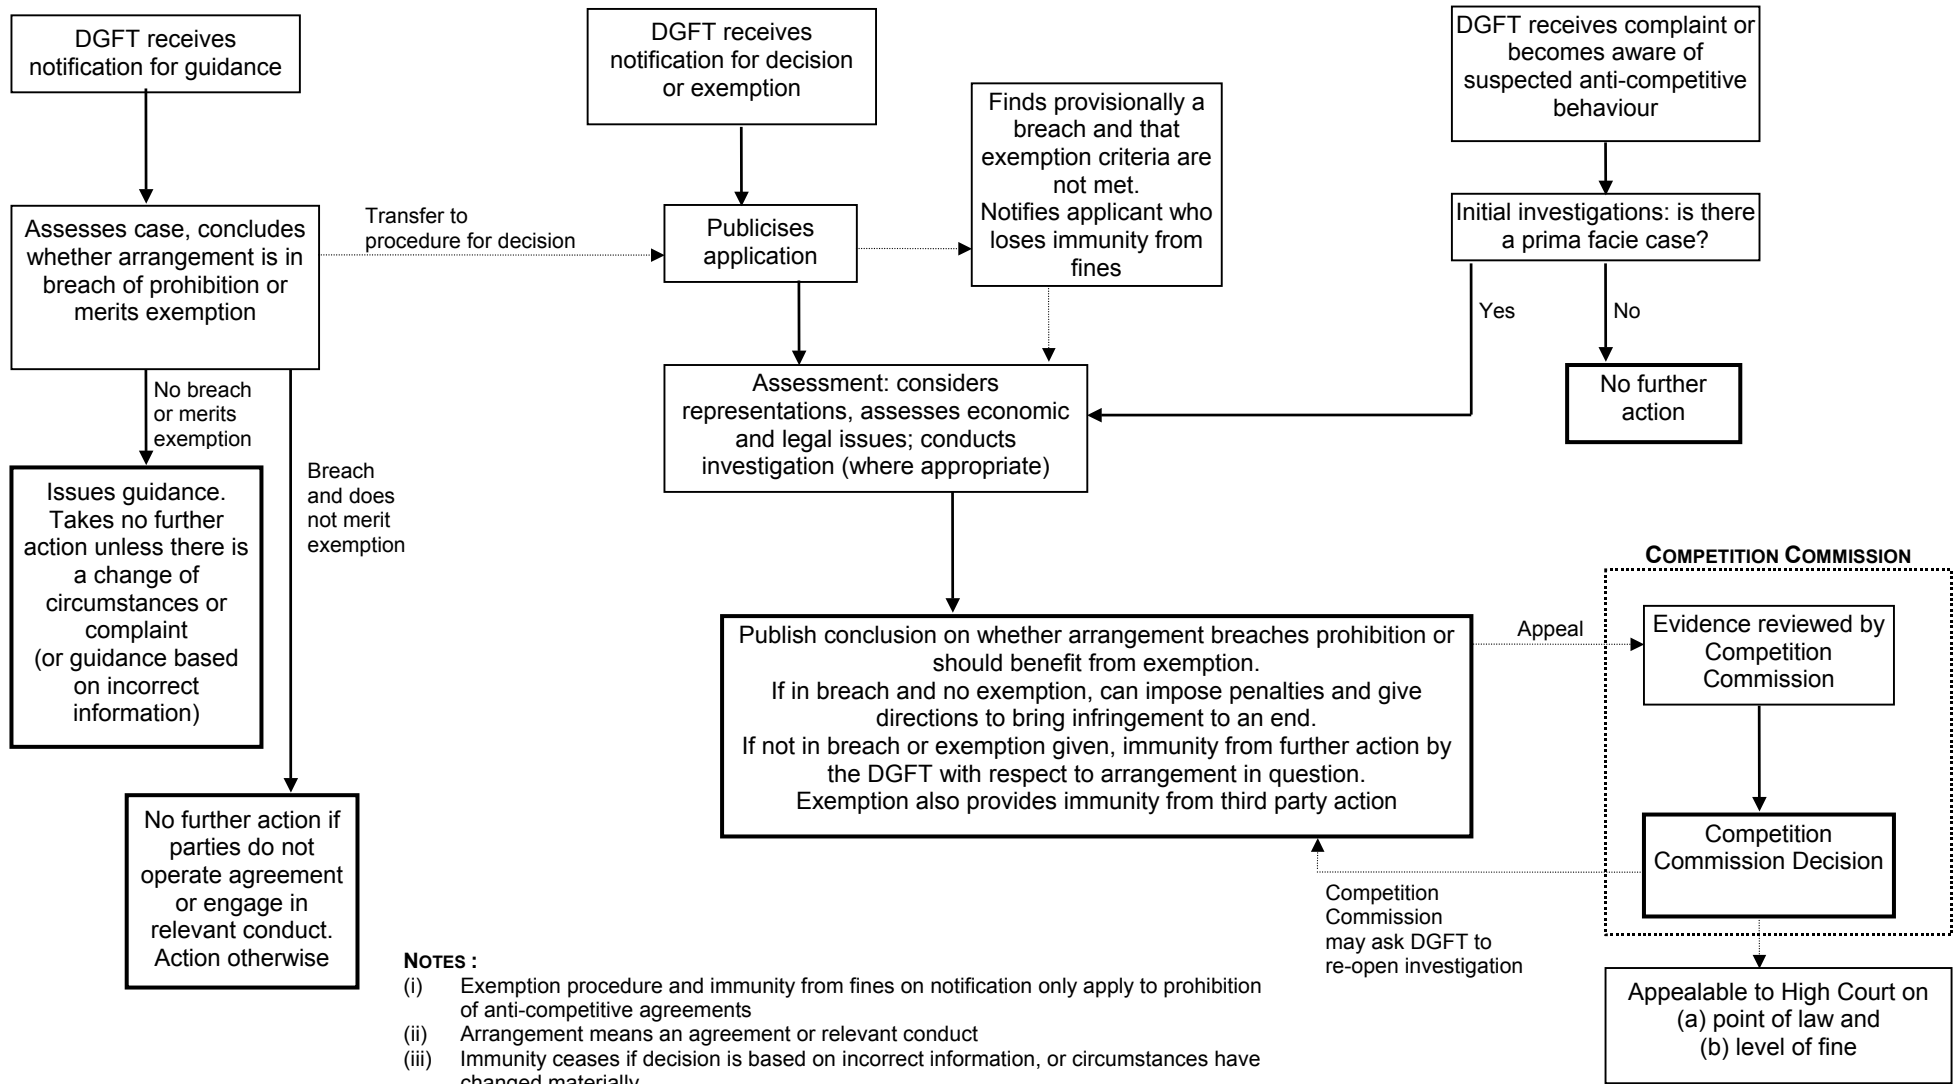 DGFT receives
notification for guidance
DGFT receives
notification for decision
or exemption
DGFT receives complaint or
becomes aware of
suspected anti-competitive
behaviour
Finds provisionally a
breach and that
exemption criteria are
not met.
Notifies applicant who
loses immunity from
fines
Assesses case, concludes
whether arrangement is in
breach of prohibition or
merits exemption
Transfer to
procedure for decision
Publicises
application
Initial investigations: is there
a prima facie case?
Yes
No
No further
action
Assessment: considers
representations, assesses economic
and legal issues; conducts
investigation (where appropriate)
No breach
or merits
exemption
Breach
and does
not merit
exemption
Issues guidance.
Takes no further
action unless there is
a change of
circumstances or
complaint
(or guidance based
on incorrect
information)
COMPETITION COMMISSION
Publish conclusion on whether arrangement breaches prohibition or
should benefit from exemption.
If in breach and no exemption, can impose penalties and give
directions to bring infringement to an end.
If not in breach or exemption given, immunity from further action by
the DGFT with respect to arrangement in question.
Exemption also provides immunity from third party action
Appeal
Evidence reviewed by
Competition
Commission
Competition
Commission Decision
No further action if
parties do not
operate agreement
or engage in
relevant conduct.
Action otherwise
Competition
Commission
may ask DGFT to
re-open investigation
Appealable to High Court on
(a) point of law and
(b) level of fine
NOTES :
(i) Exemption procedure and immunity from fines on notification only apply to prohibition
of anti-competitive agreements
(ii) Arrangement means an agreement or relevant conduct
(iii) Immunity ceases if decision is based on incorrect information, or circumstances have
changed materially